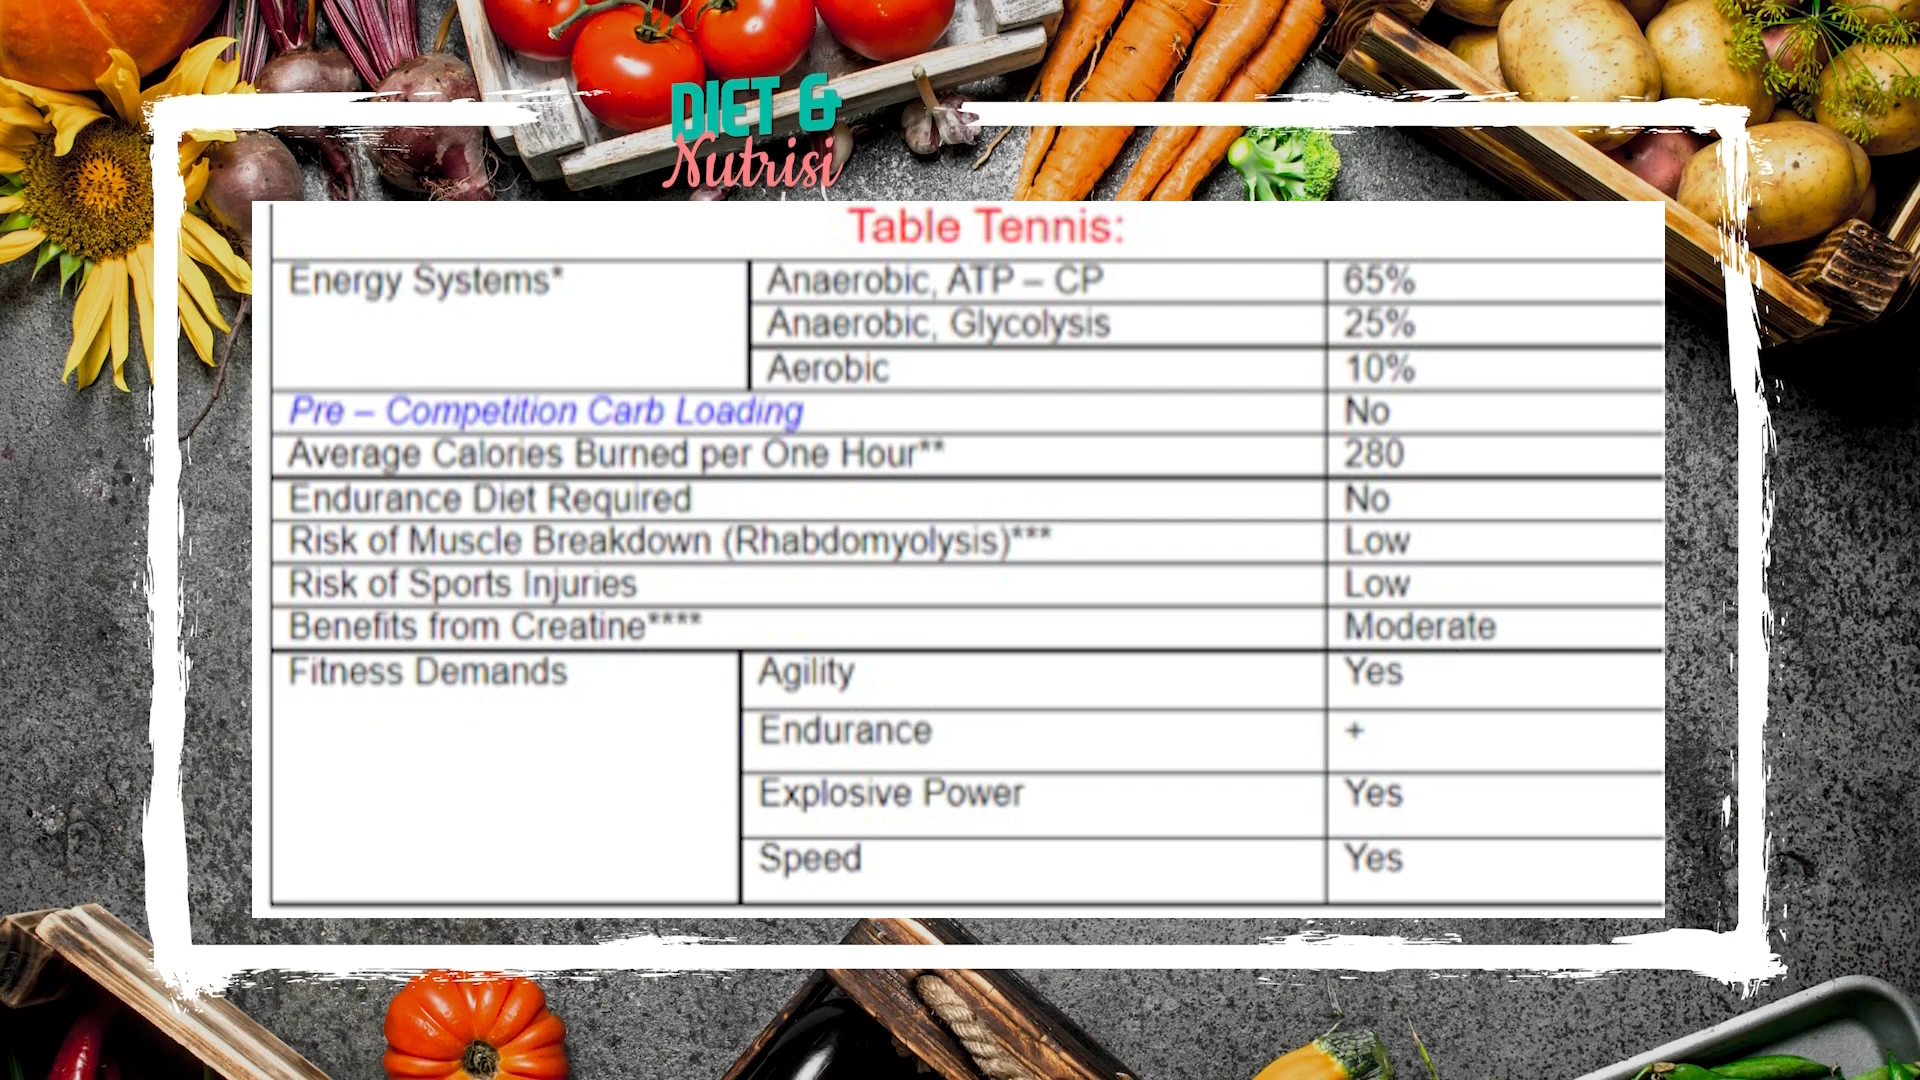 DIET &
Nutrisi
Table Tennis:
Energy Systems* Anaerobic, ATP – CP 65%
Anaerobic, Glycolysis 25%
Aerobic 10%
Pre – Competition Carb Loading No
Average Calories Burned per One Hour** 280
Endurance Diet Required No
Risk of Muscle Breakdown (Rhabdomyolysis)*** Low
Risk of Sports Injuries Low
Benefits from Creatine**** Moderate
Fitness Demands Agility Yes
Endurance +
Explosive Power Yes
Speed Yes